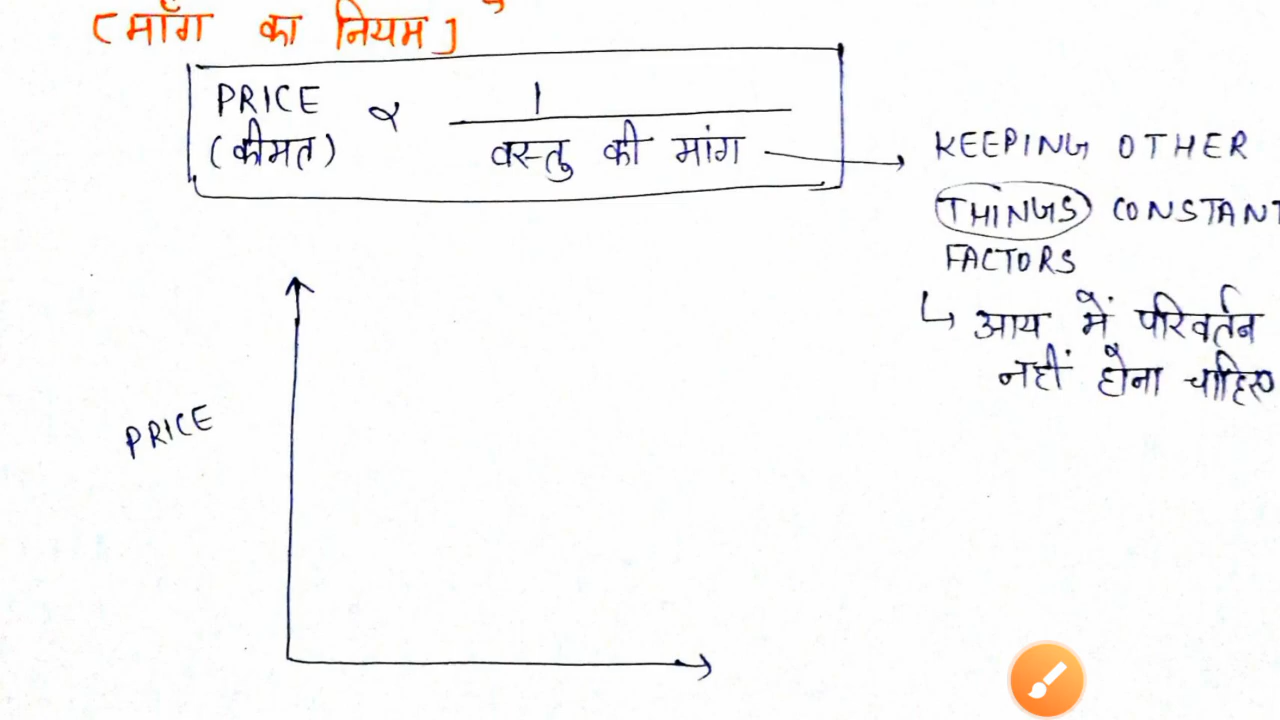 (माँग का नियम]
PRICE ∝ 1
(कीमत) वस्तु की मांग
KEEPING OTHER
THINGS CONSTANT
FACTORS
↳ आय में परिवर्तन
नहीं होना चाहिए
PRICE